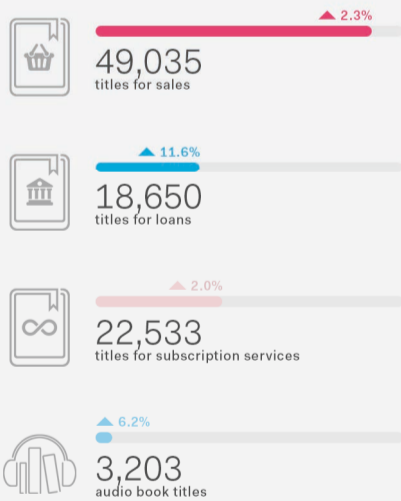 ▲ 2.3%
49,035
titles for sales
▲ 11.6%
18,650
titles for loans
▲ 2.0%
22,533
titles for subscription services
▲ 6.2%
3,203
audio book titles